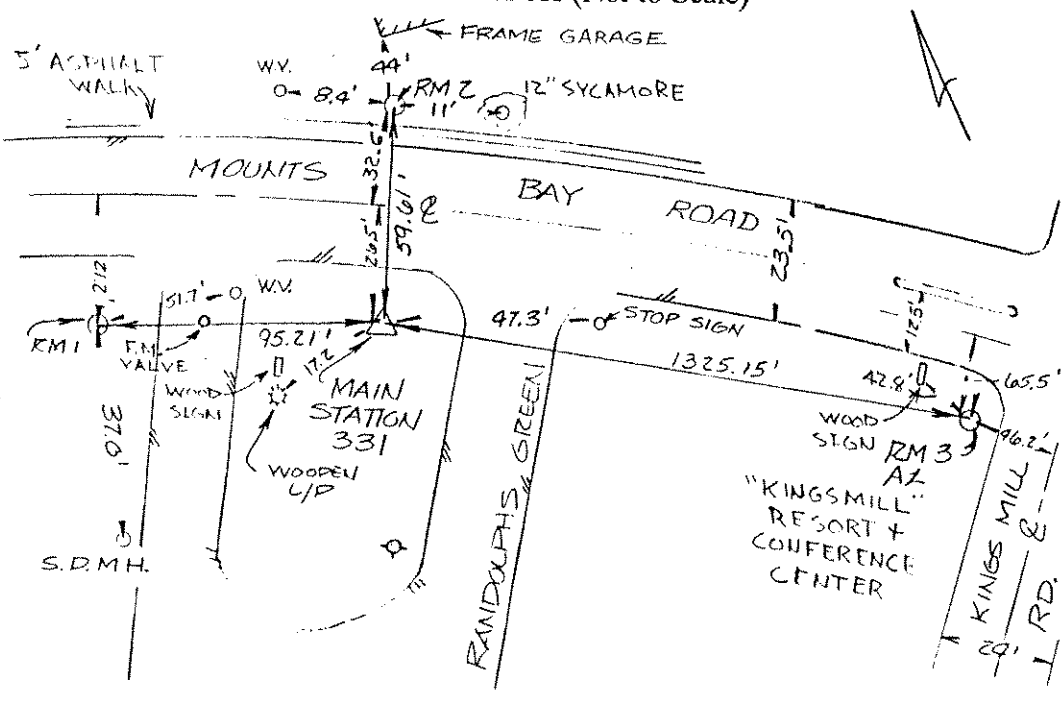 (Not to Scale)
FRAME GARAGE
5' ASPHALT
WALK
W.V.
44'
8.4'
RM 2
11'
12" SYCAMORE
32.6'
MOUNTS BAY ROAD
59.61'
℄
26.5'
23.5'
21.2'
51.7'
W.V.
RM 1
F.M.
VALVE
95.21'
17.2
WOOD
SIGN
MAIN
STATION
331
WOODEN
L/P
47.3'
STOP SIGN
1325.15'
12.5'
42.8'
65.5'
WOOD
SIGN
RM 3
AZ
96.2'
37.0'
S.D.M.H.
RANDOLPHS GREEN
"KINGSMILL"
RESORT +
CONFERENCE
CENTER
KINGS MILL
RD.
℄